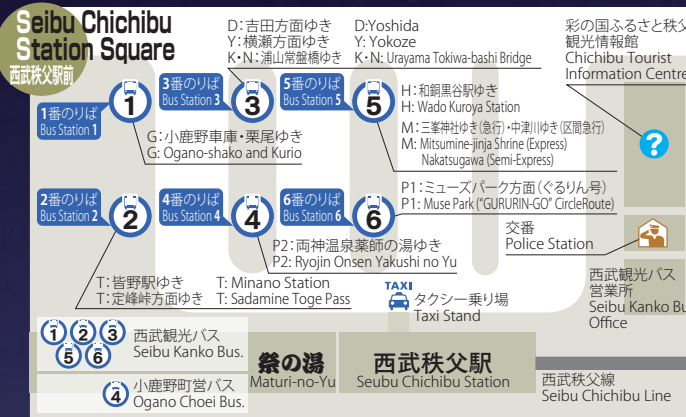 Seibu Chichibu
Station Square
西武秩父駅前
D:吉田方面ゆき
Y:横瀬方面ゆき
K・N:浦山常盤橋ゆき
D:Yoshida
Y: Yokoze
K・N: Urayama Tokiwa-bashi Bridge
彩の国ふるさと秩父
観光情報館
Chichibu Tourist
Information Centre
?
1番のりば
Bus Station 1
1
3番のりば
Bus Station 3
3
5番のりば
Bus Station 5
5
G:小鹿野車庫・栗尾ゆき
G: Ogano-shako and Kurio
H:和銅黒谷駅ゆき
H: Wado Kuroya Station
M:三峯神社ゆき(急行)・中津川ゆき(区間急行)
M: Mitsumine-jinja Shrine (Express)
Nakatsugawa (Semi-Express)
2番のりば
Bus Station 2
2
4番のりば
Bus Station 4
4
6番のりば
Bus Station 6
6
P1:ミューズパーク方面(ぐるりん号)
P1: Muse Park ("GURURIN-GO" CircleRoute)
P2:両神温泉薬師の湯ゆき
P2: Ryojin Onsen Yakushi no Yu
交番
Police Station
T:皆野駅ゆき
T:定峰峠方面ゆき
T: Minano Station
T: Sadamine Toge Pass
TAXI
タクシー乗り場
Taxi Stand
西武観光バス
営業所
Seibu Kanko Bu
Office
1 2 3
5 6
西武観光バス
Seibu Kanko Bus.
4
小鹿野町営バス
Ogano Choei Bus.
祭の湯
Maturi-no-Yu
西武秩父駅
Seubu Chichibu Station
西武秩父線
Seibu Chichibu Line